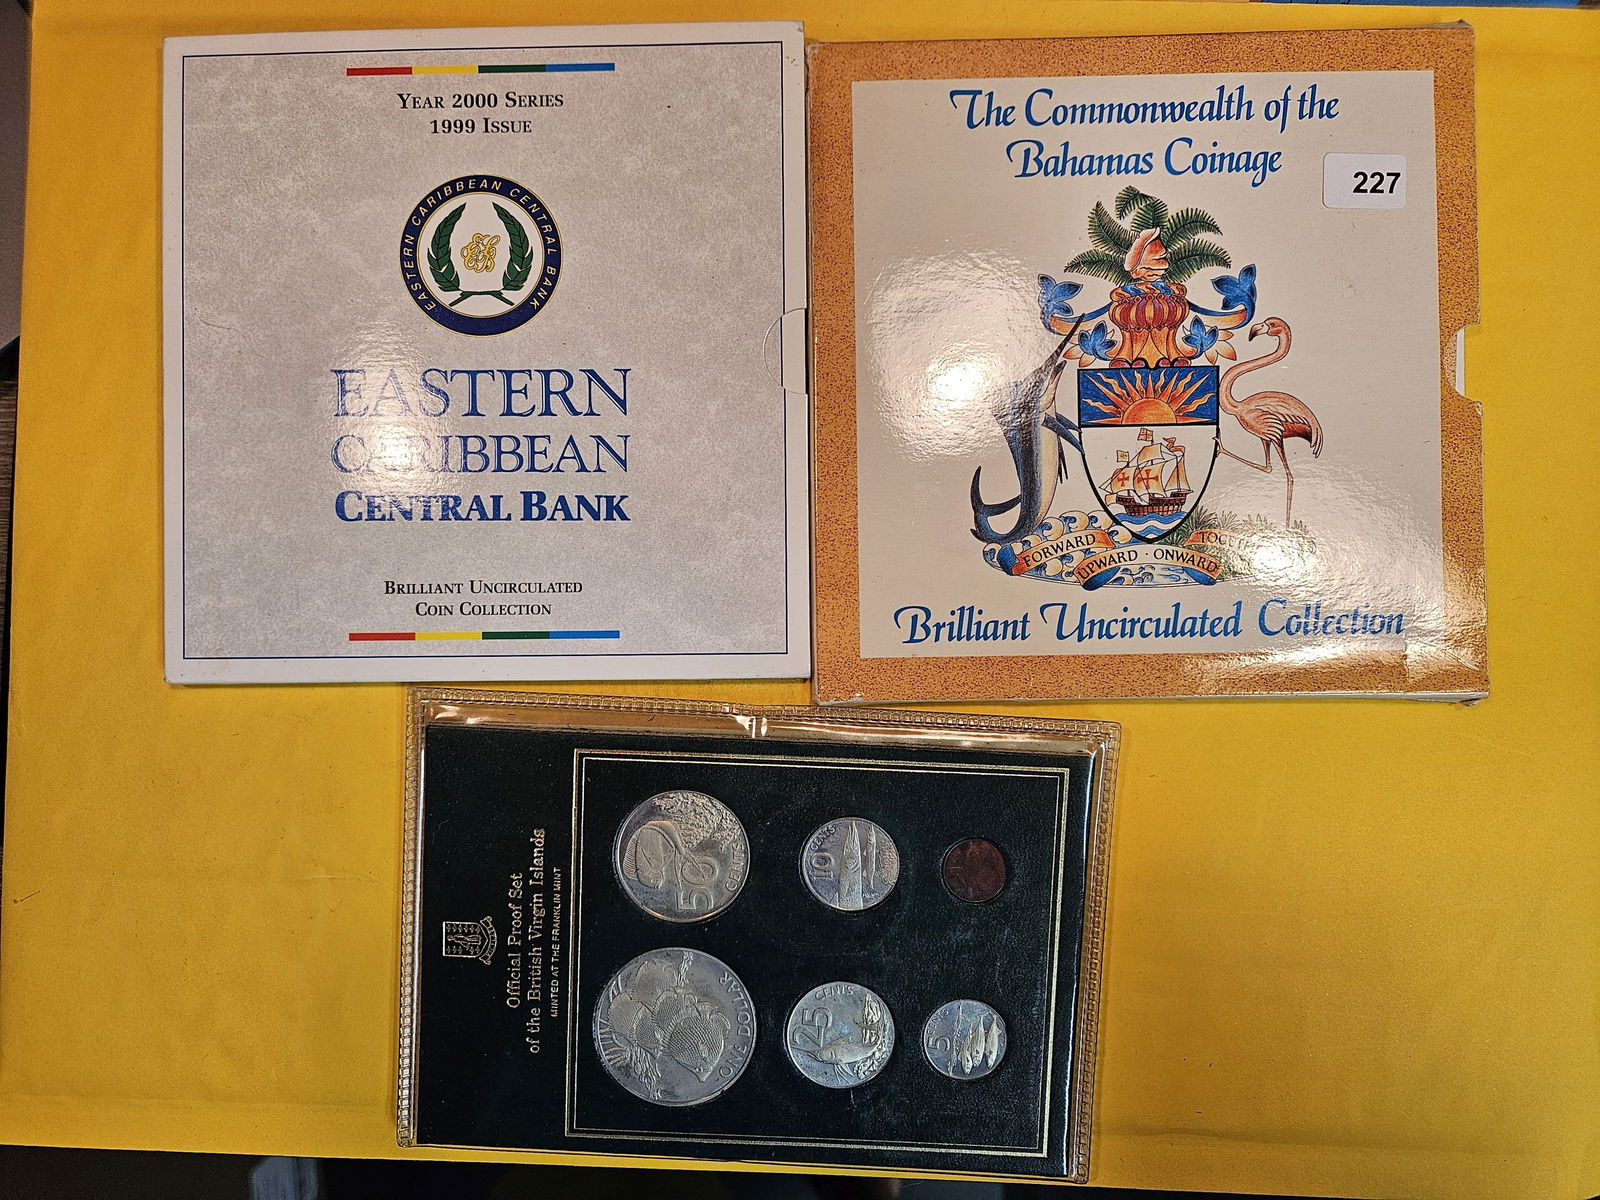 YEAR 2000 SERIES
1999 ISSUE
EASTERN CARIBBEAN CENTRAL BANK
EASTERN
CARIBBEAN
CENTRAL BANK
BRILLIANT UNCIRCULATED
COIN COLLECTION
The Commonwealth of the
Bahamas Coinage
227
FORWARD
UPWARD · ONWARD
Brilliant Uncirculated Collection
Official Proof Set
of the British Virgin Islands
MINTED AT THE FRANKLIN MINT
50 CENTS
10 CENTS
ONE DOLLAR
25 CENTS
5